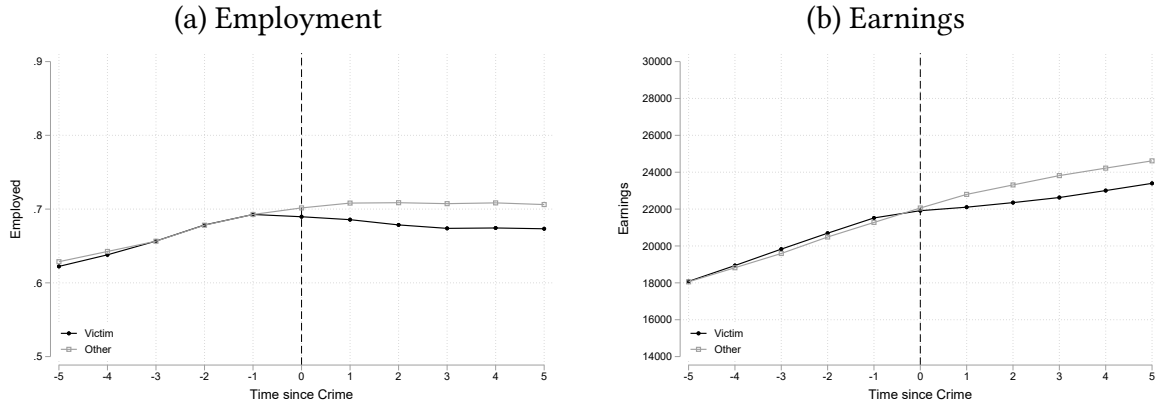 (a) Employment
.9
.8
.7
.6
.5
Employed
Victim
Other
-5 -4 -3 -2 -1 0 1 2 3 4 5
Time since Crime
(b) Earnings
30000
28000
26000
24000
22000
20000
18000
16000
14000
Earnings
Victim
Other
-5 -4 -3 -2 -1 0 1 2 3 4 5
Time since Crime